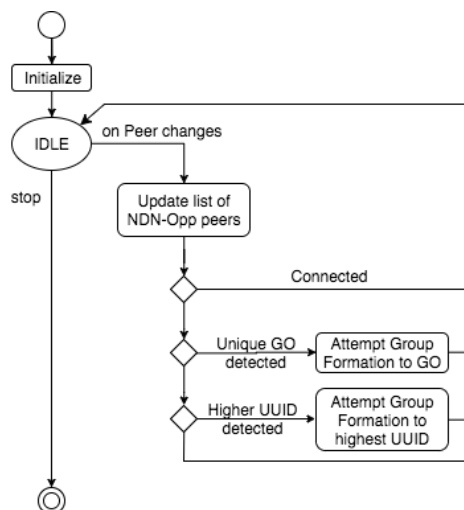 Initialize
IDLE
on Peer changes
stop
Update list of
NDN-Opp peers
Connected
Unique GO
detected
Attempt Group
Formation to GO
Higher UUID
detected
Attempt Group
Formation to
highest UUID